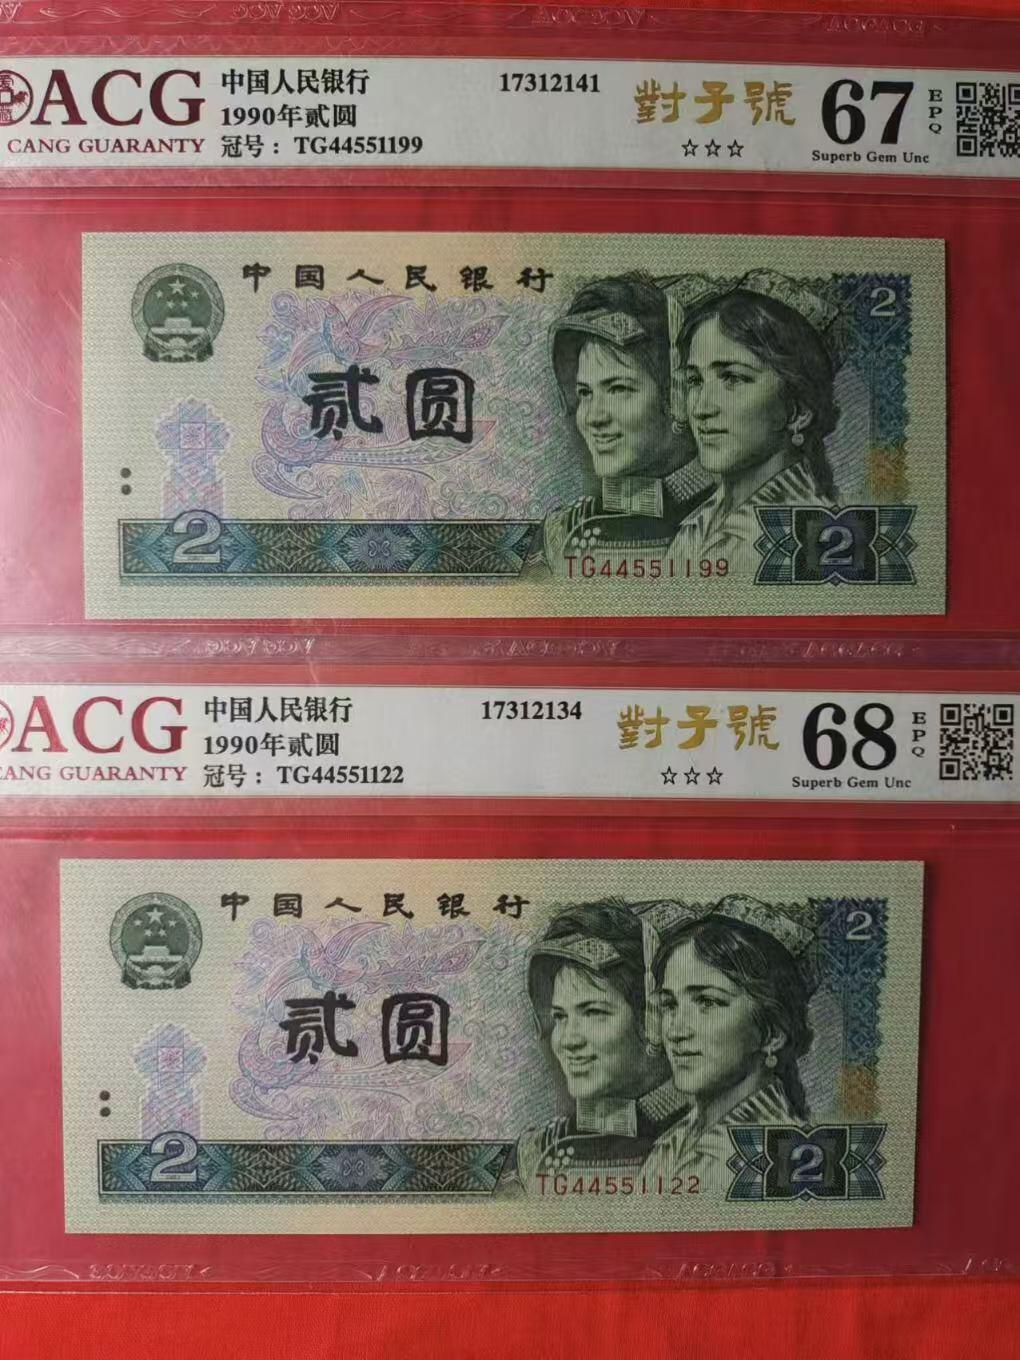 ACG
CANG GUARANTY
中国人民银行
1990年贰圆
冠号： TG44551199
17312141
對子號
☆☆☆
67
EPQ
Superb Gem Unc
中国人民银行
2
贰圆
2
TG44551199
2
ACG
CANG GUARANTY
中国人民银行
1990年贰圆
冠号： TG44551122
17312134
對子號
☆☆☆
68
EPQ
Superb Gem Unc
中国人民银行
2
贰圆
2
TG44551122
2